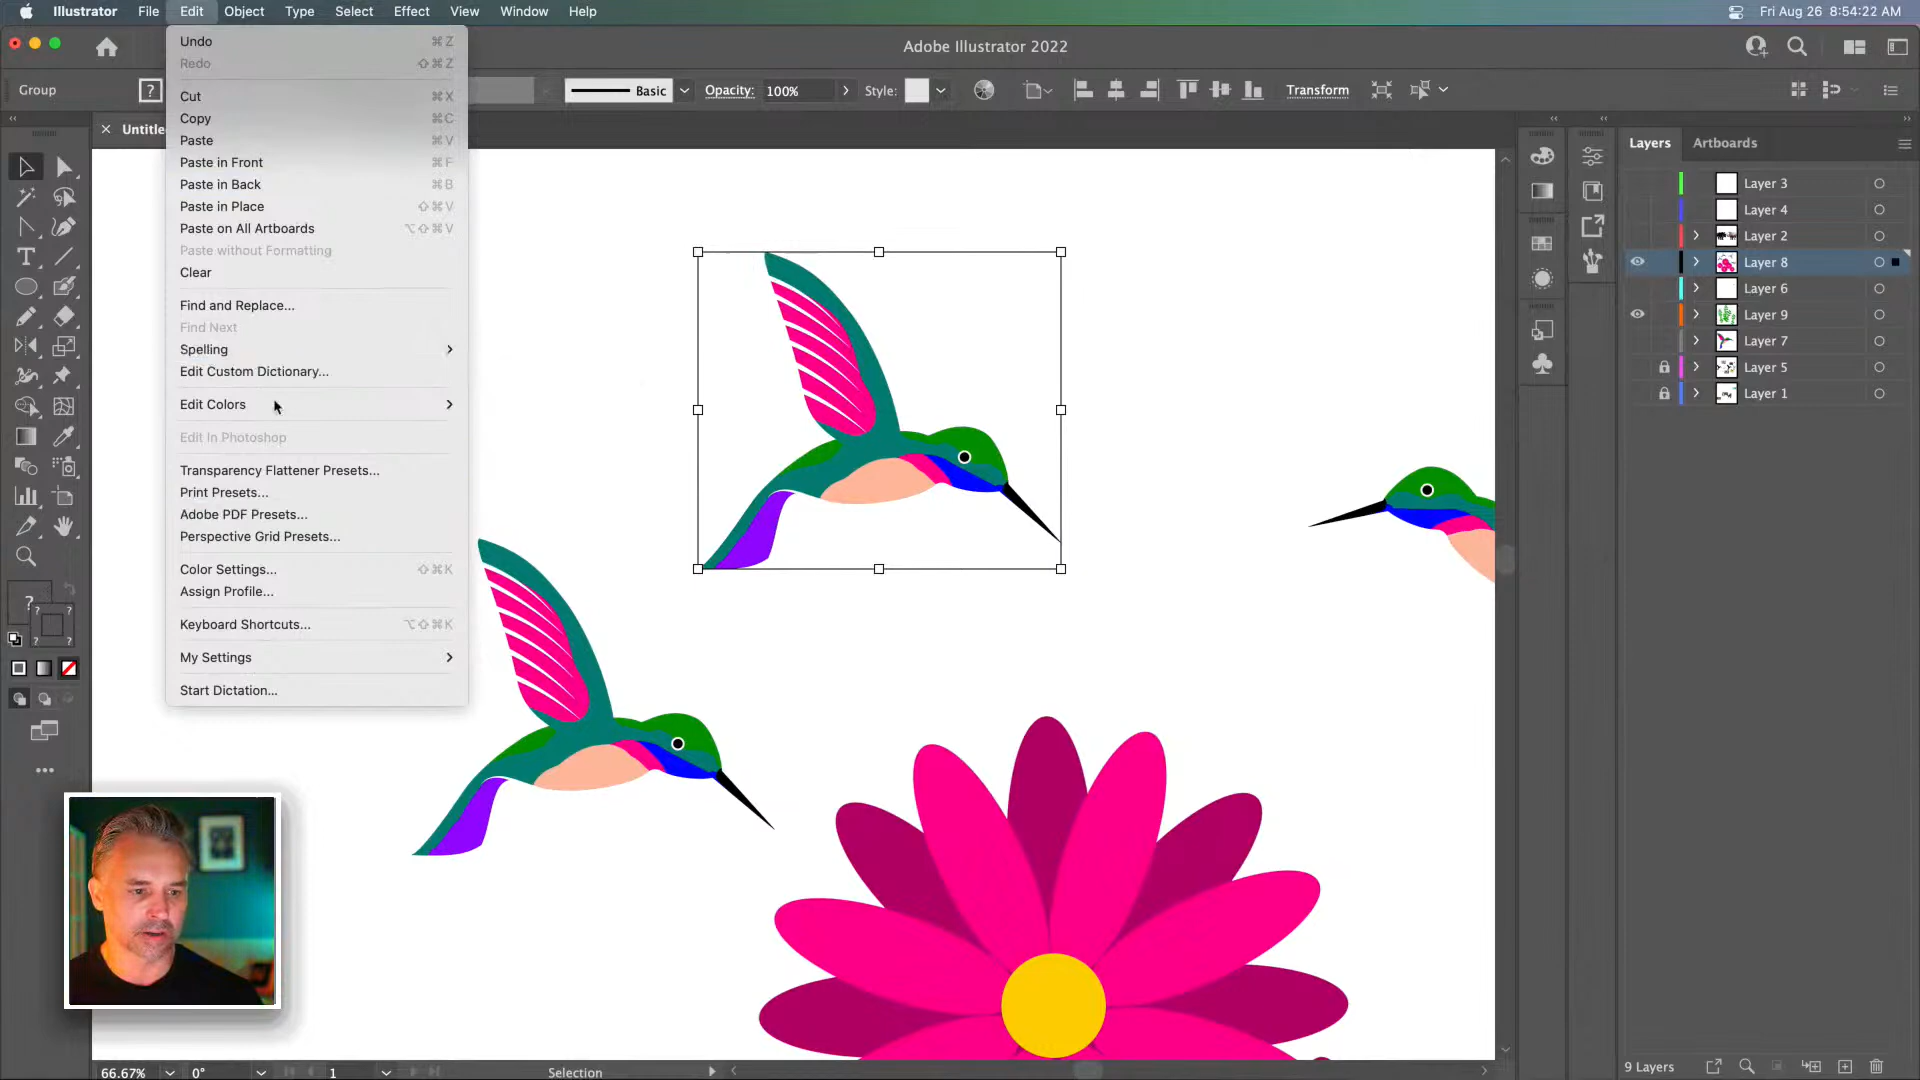 Illustrator File Edit Object Type Select Effect View Window Help Fri Aug 26 8:54:22 AM
Adobe Illustrator 2022
Group ? Basic Opacity: 100% Style: Transform
Untitle
Undo ⌘Z
Redo ⇧⌘Z
Cut ⌘X
Copy ⌘C
Paste ⌘V
Paste in Front ⌘F
Paste in Back ⌘B
Paste in Place ⇧⌘V
Paste on All Artboards ⌥⇧⌘V
Paste without Formatting
Clear
Find and Replace...
Find Next
Spelling
Edit Custom Dictionary...
Edit Colors
Edit In Photoshop
Transparency Flattener Presets...
Print Presets...
Adobe PDF Presets...
Perspective Grid Presets...
Color Settings... ⇧⌘K
Assign Profile...
Keyboard Shortcuts... ⌥⇧⌘K
My Settings
Start Dictation...
Layers Artboards
Layer 3
Layer 4
Layer 2
Layer 8
Layer 6
Layer 9
Layer 7
Layer 5
Layer 1
? ? ?
? ?
66.67% 0° 1 Selection
9 Layers